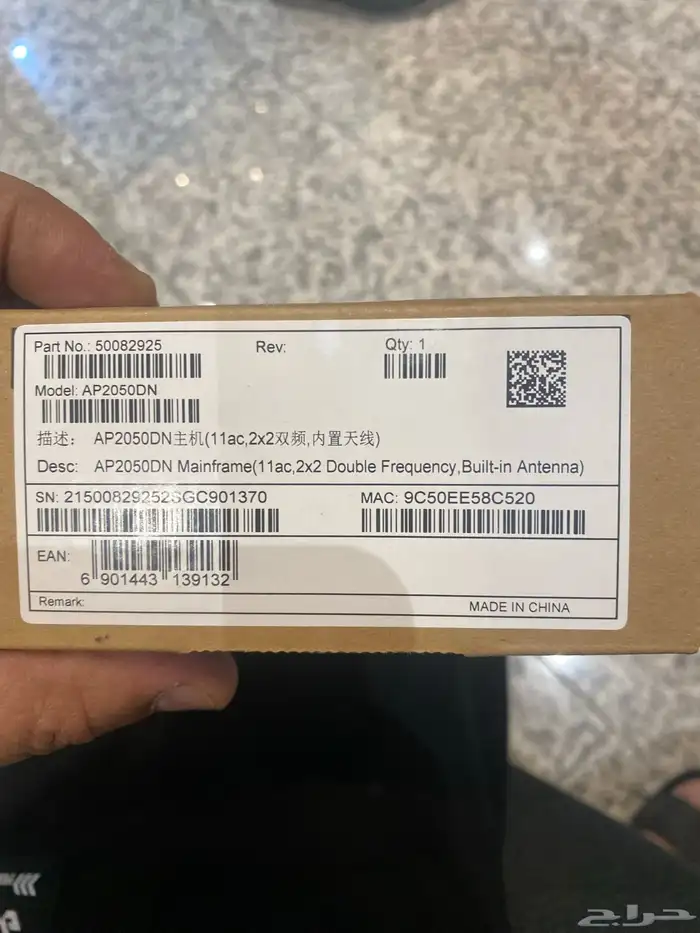 Part No.: 50082925
Rev:
Qty: 1
Model: AP2050DN
描述: AP2050DN主机(11ac,2x2双频,内置天线)
Desc: AP2050DN Mainframe(11ac,2x2 Double Frequency,Built-in Antenna)
SN: 21500829252SGC901370
MAC: 9C50EE58C520
EAN:
6 901443 139132
Remark:
MADE IN CHINA
حراج